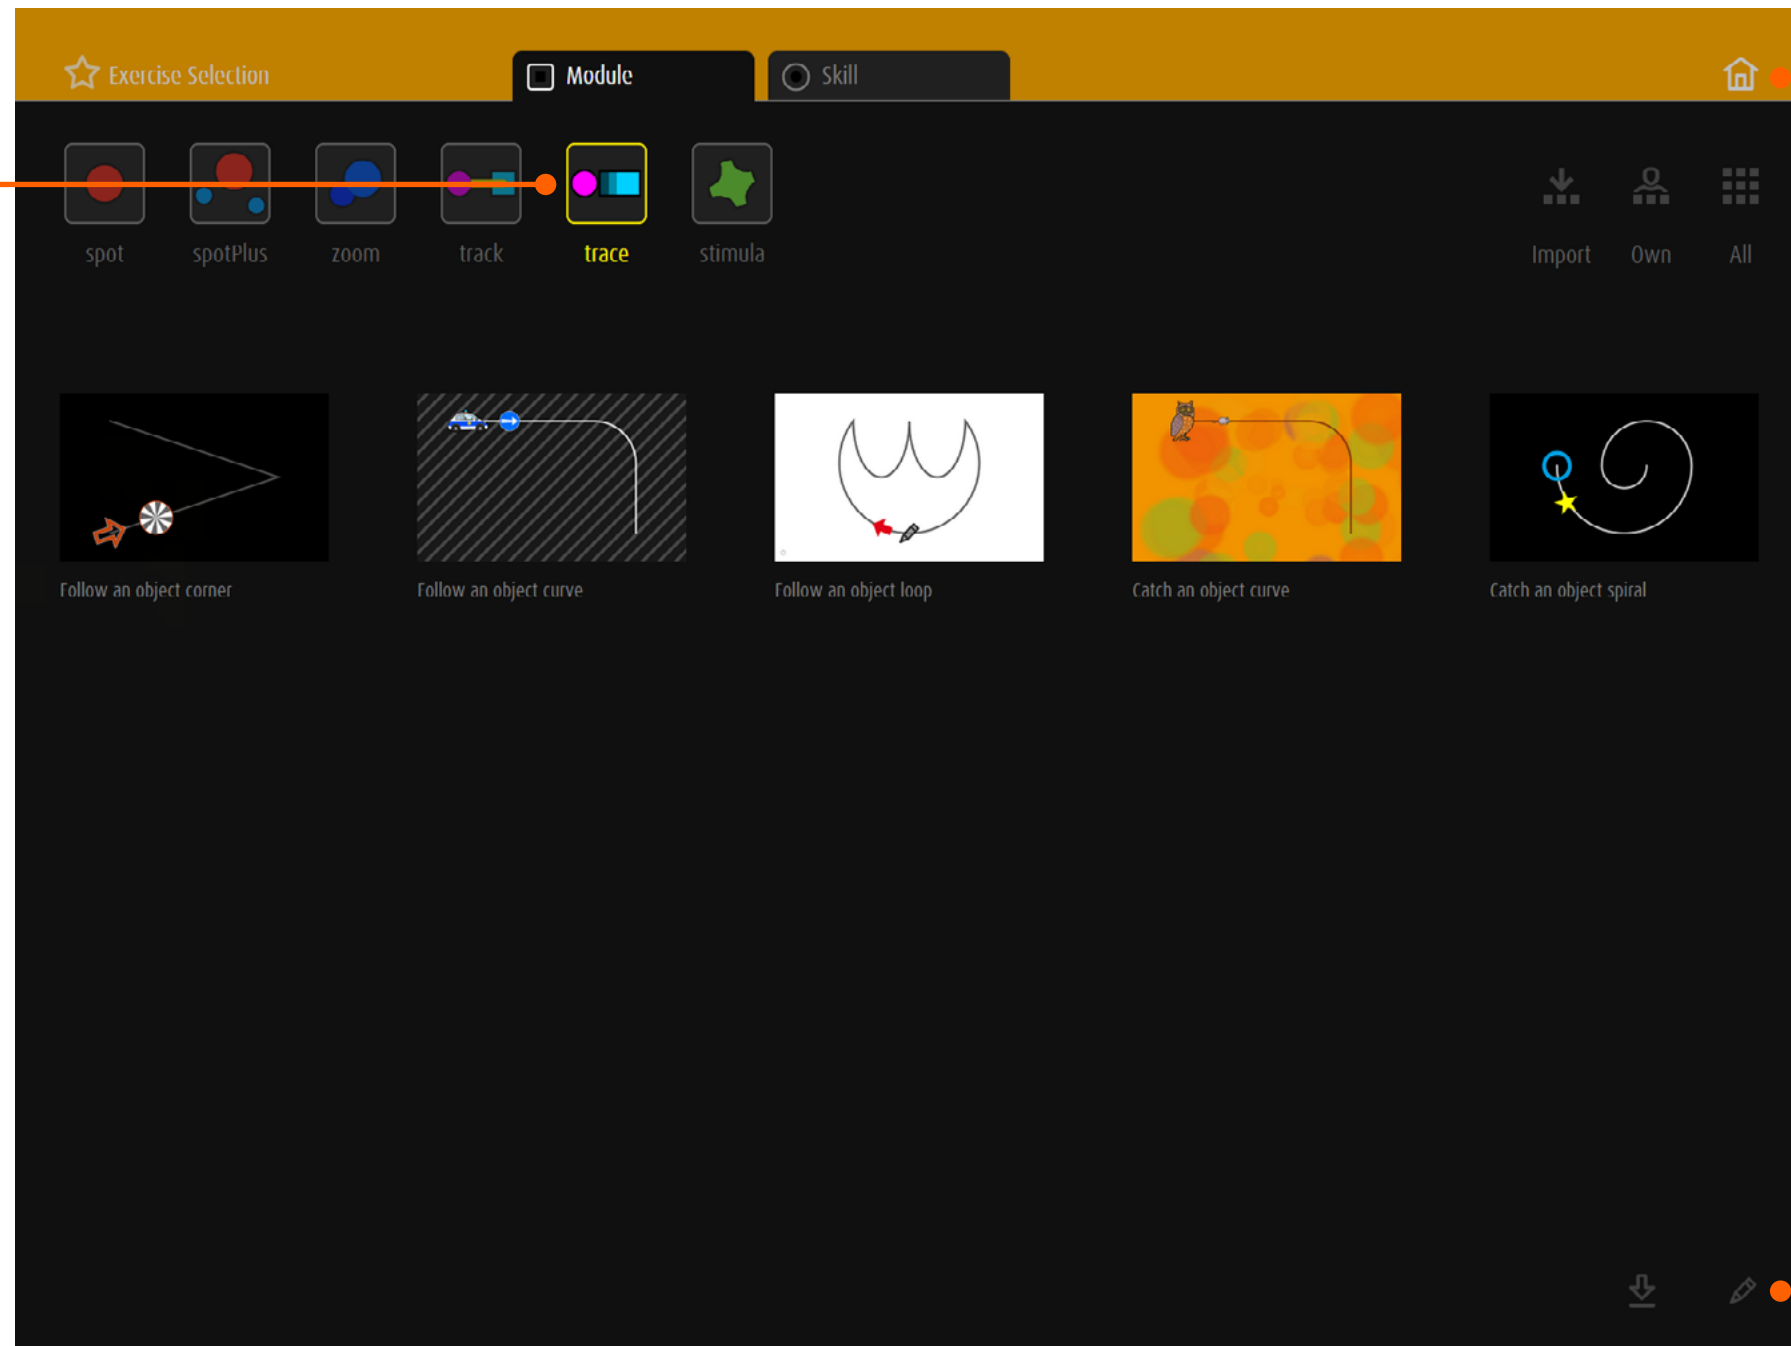 Exercise Selection
Module
Skill
spot
spotPlus
zoom
track
trace
stimula
Import
Own
All
Follow an object corner
Follow an object curve
Follow an object loop
Catch an object curve
Catch an object spiral